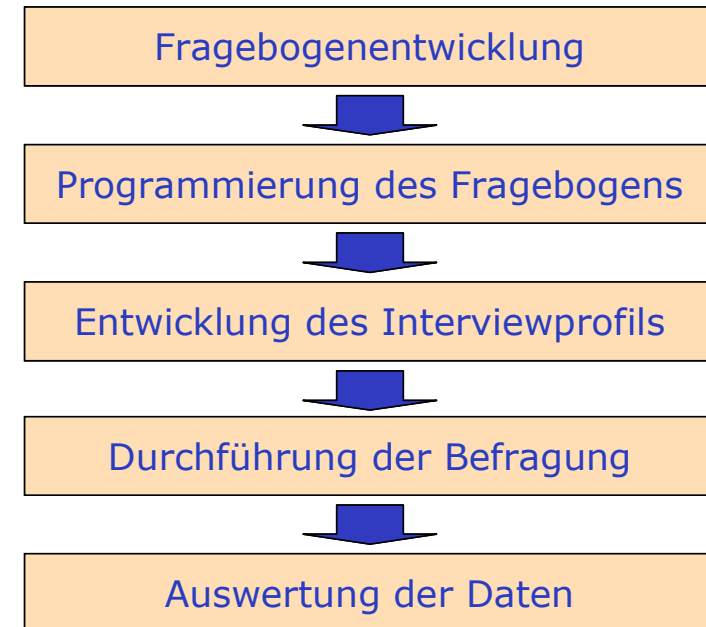 Fragebogenentwicklung
Programmierung des Fragebogens
Entwicklung des Interviewprofils
Durchführung der Befragung
Auswertung der Daten